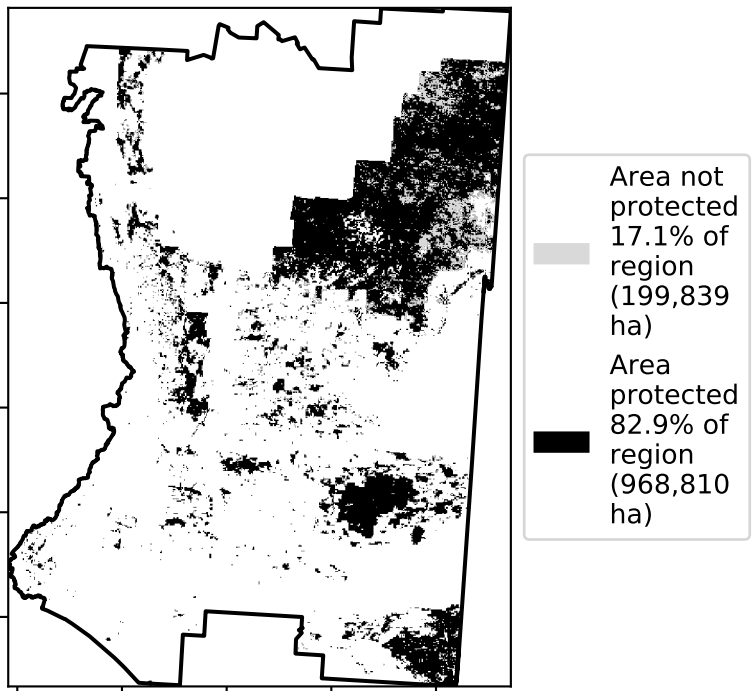 Area not
protected
17.1% of
region
(199,839
ha)
Area
protected
82.9% of
region
(968,810
ha)